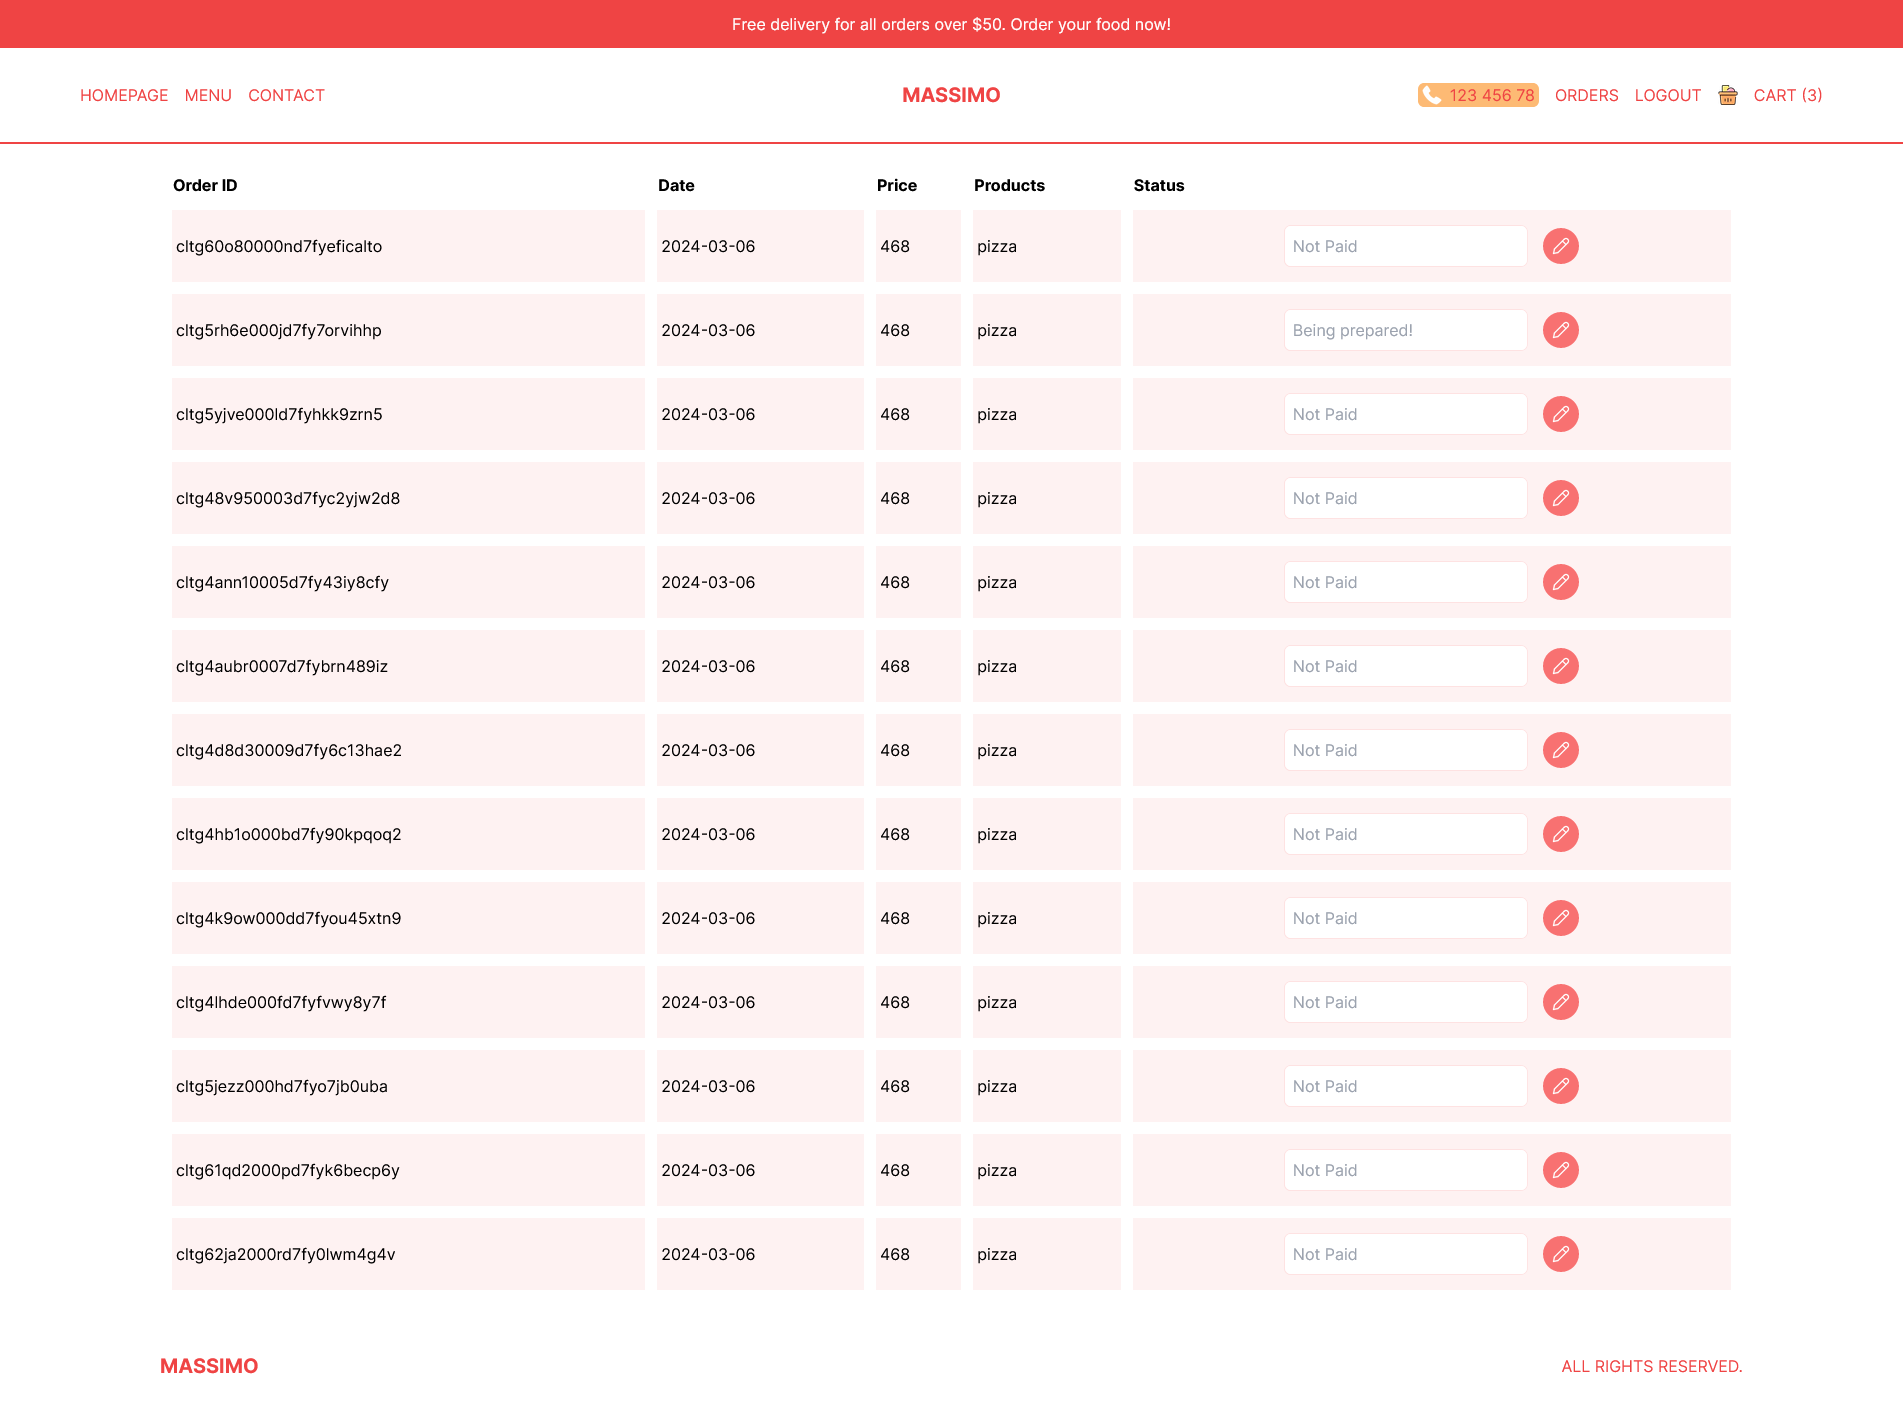 Free delivery for all orders over $50. Order your food now!
HOMEPAGE MENU CONTACT MASSIMO 123 456 78 ORDERS LOGOUT CART (3)
Order ID Date Price Products Status
cltg60o80000nd7fyeficalto 2024-03-06 468 pizza Not Paid
cltg5rh6e000jd7fy7orvihhp 2024-03-06 468 pizza Being prepared!
cltg5yjve000ld7fyhkk9zrn5 2024-03-06 468 pizza Not Paid
cltg48v950003d7fyc2yjw2d8 2024-03-06 468 pizza Not Paid
cltg4ann10005d7fy43iy8cfy 2024-03-06 468 pizza Not Paid
cltg4aubr0007d7fybrn489iz 2024-03-06 468 pizza Not Paid
cltg4d8d30009d7fy6c13hae2 2024-03-06 468 pizza Not Paid
cltg4hb1o000bd7fy90kpqoq2 2024-03-06 468 pizza Not Paid
cltg4k9ow000dd7fyou45xtn9 2024-03-06 468 pizza Not Paid
cltg4lhde000fd7fyfvwy8y7f 2024-03-06 468 pizza Not Paid
cltg5jezz000hd7fyo7jb0uba 2024-03-06 468 pizza Not Paid
cltg61qd2000pd7fyk6becp6y 2024-03-06 468 pizza Not Paid
cltg62ja2000rd7fy0lwm4g4v 2024-03-06 468 pizza Not Paid
MASSIMO ALL RIGHTS RESERVED.